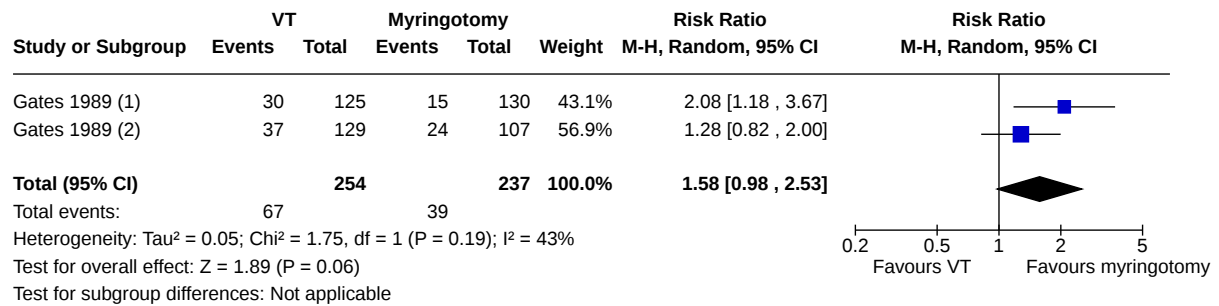 VT Myringotomy Risk Ratio Risk Ratio
Study or Subgroup Events Total Events Total Weight M-H, Random, 95% CI M-H, Random, 95% CI
Gates 1989 (1) 30 125 15 130 43.1% 2.08 [1.18 , 3.67]
Gates 1989 (2) 37 129 24 107 56.9% 1.28 [0.82 , 2.00]
Total (95% CI) 254 237 100.0% 1.58 [0.98 , 2.53]
Total events: 67 39
Heterogeneity: Tau² = 0.05; Chi² = 1.75, df = 1 (P = 0.19); I² = 43%
0.2 0.5 1 2 5
Test for overall effect: Z = 1.89 (P = 0.06) Favours VT Favours myringotomy
Test for subgroup differences: Not applicable